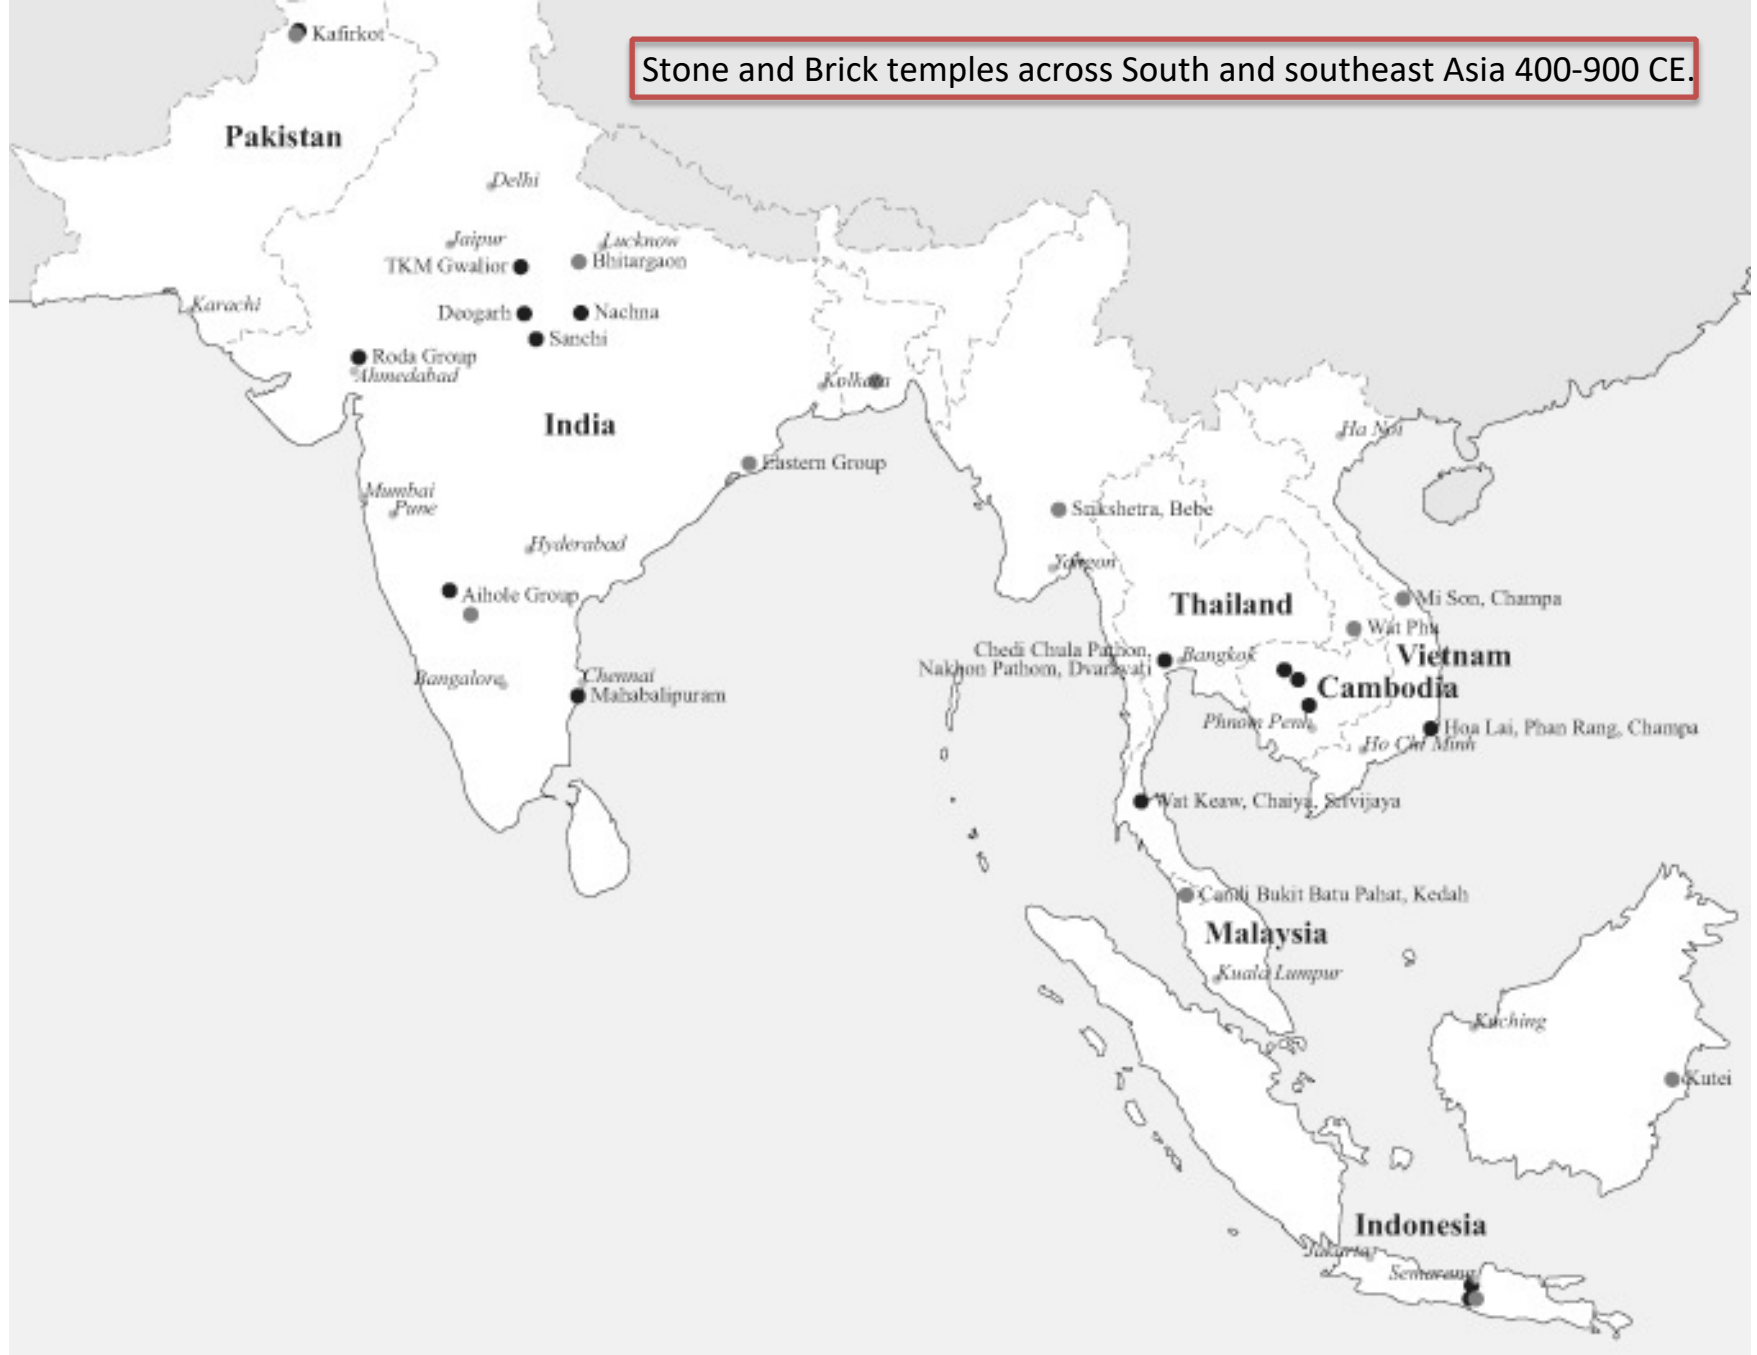 Kafirkot
Stone and Brick temples across South and southeast Asia 400-900 CE.
Pakistan
Delhi
Jaipur
Lucknow
TKM Gwalior
Bhitargaon
Karachi
Deogarh
Nachna
Sanchi
Roda Group
Ahmedabad
Kolkata
India
Ha Noi
Eastern Group
Mumbai
Pune
Srikshetra, Bebe
Hyderabad
Yangon
Aihole Group
Thailand
Mi Son, Champa
Wat Phu
Chedi Chula Pathon,
Nakhon Pathom, Dvaravati
Bangkok
Vietnam
Bangalore
Chennai
Mahabalipuram
Cambodia
Phnom Penh
Hoa Lai, Phan Rang, Champa
Ho Chi Minh
Wat Keaw, Chaiya, Srivijaya
Candi Bukit Batu Pahat, Kedah
Malaysia
Kuala Lumpur
Kuching
Kutei
Indonesia
Jakarta
Semarang